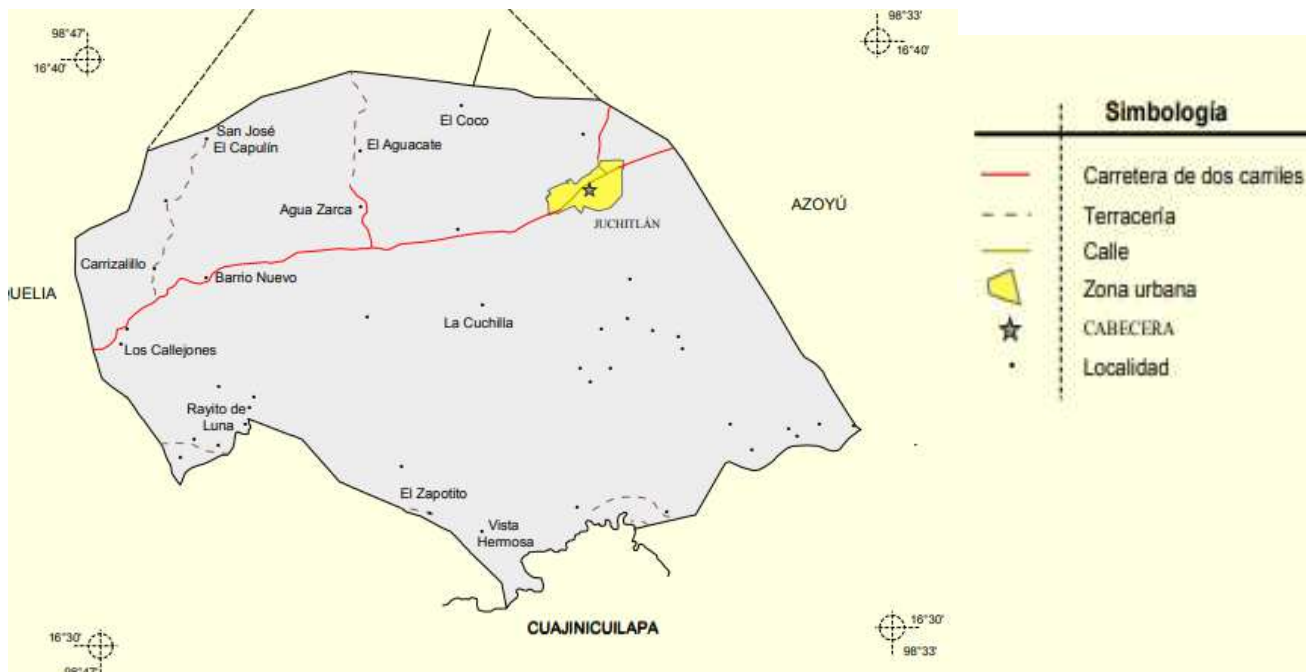 98°47'
16°40'
98°33'
16°40'
San José
El Capulín
El Coco
El Aguacate
Agua Zarca
JUCHITLÁN
AZOYÚ
Carrizalillo
Barrio Nuevo
QUELIA
La Cuchilla
Los Callejones
Rayito de
Luna
El Zapotito
Vista
Hermosa
CUAJINICUILAPA
16°30'
98°47'
16°30'
98°33'
Simbología
Carretera de dos carriles
Terracería
Calle
Zona urbana
CABECERA
Localidad